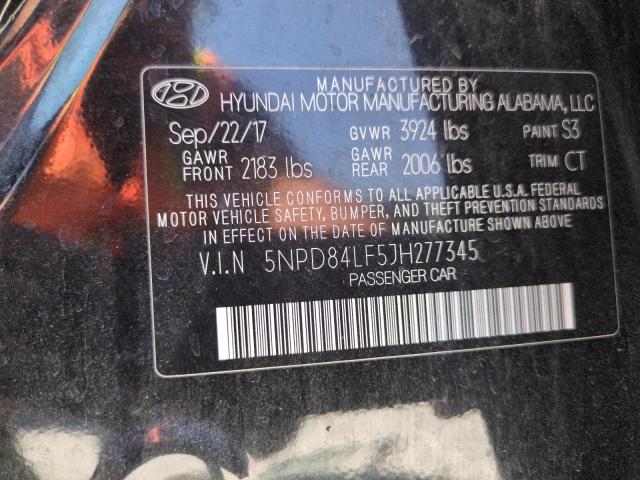 MANUFACTURED BY
HYUNDAI MOTOR MANUFACTURING ALABAMA, LLC
Sep/22/17 GVWR 3924 lbs PAINT S3
GAWR FRONT 2183 lbs GAWR REAR 2006 lbs TRIM CT
THIS VEHICLE CONFORMS TO ALL APPLICABLE U.S.A. FEDERAL
MOTOR VEHICLE SAFETY, BUMPER, AND THEFT PREVENTION STANDARDS
IN EFFECT ON THE DATE OF MANUFACTURE SHOWN ABOVE.
V.I.N 5NPD84LF5JH277345
PASSENGER CAR